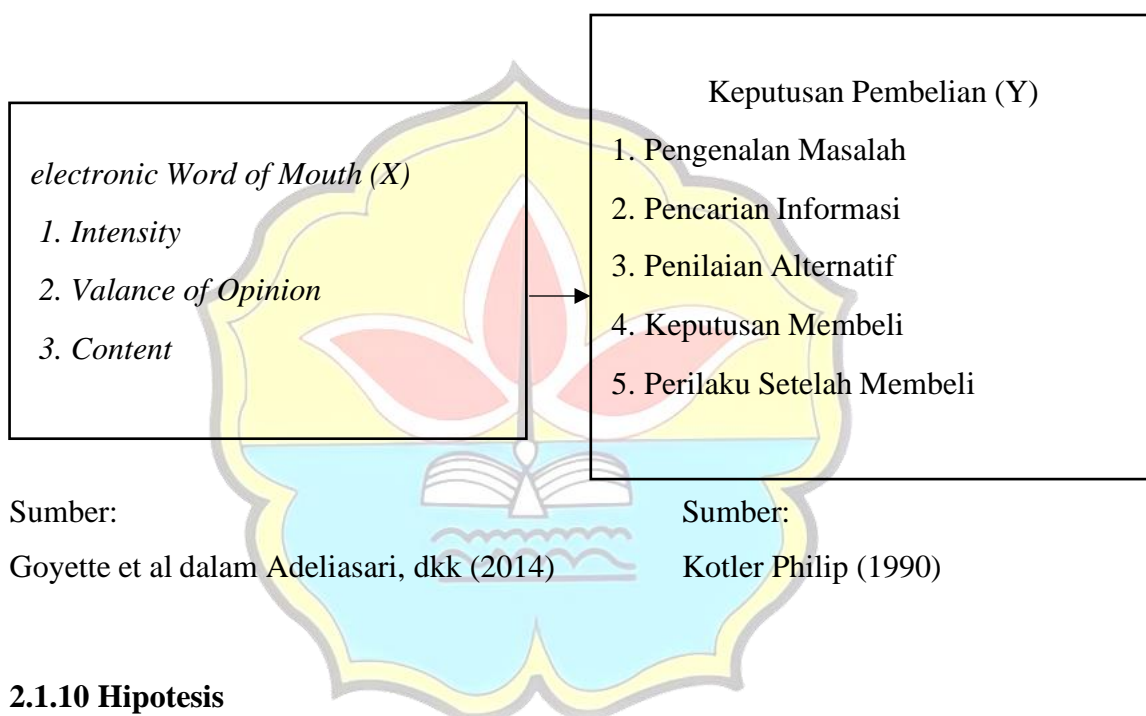 electronic Word of Mouth (X)
1. Intensity
2. Valance of Opinion
3. Content
Keputusan Pembelian (Y)
1. Pengenalan Masalah
2. Pencarian Informasi
3. Penilaian Alternatif
4. Keputusan Membeli
5. Perilaku Setelah Membeli
Sumber:
Goyette et al dalam Adeliasari, dkk (2014)
Sumber:
Kotler Philip (1990)
2.1.10 Hipotesis